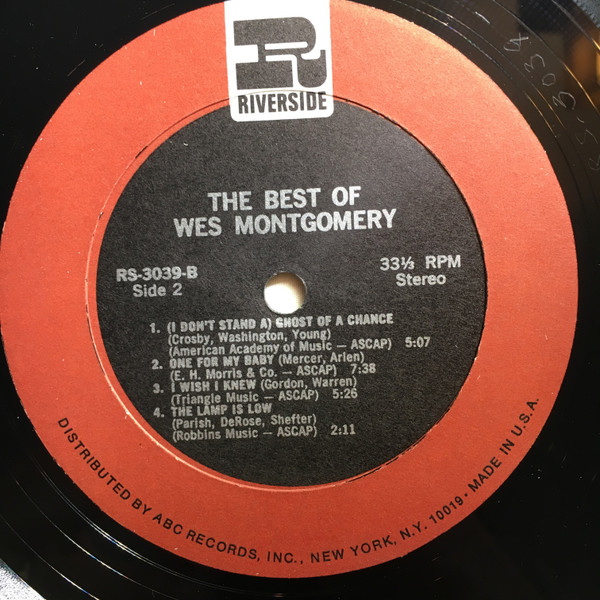 RIVERSIDE
THE BEST OF
WES MONTGOMERY
RS-3039-B
Side 2
33⅓ RPM
Stereo
1. (I DON'T STAND A) GHOST OF A CHANCE
(Crosby, Washington, Young)
(American Academy of Music — ASCAP) 5:07
2. ONE FOR MY BABY (Mercer, Arlen)
(E. H. Morris & Co. — ASCAP) 7:38
3. I WISH I KNEW (Gordon, Warren)
(Triangle Music — ASCAP) 5:26
4. THE LAMP IS LOW
(Parish, DeRose, Shefter)
(Robbins Music — ASCAP) 2:11
DISTRIBUTED BY ABC RECORDS, INC., NEW YORK, N.Y. 10019 • MADE IN U.S.A.